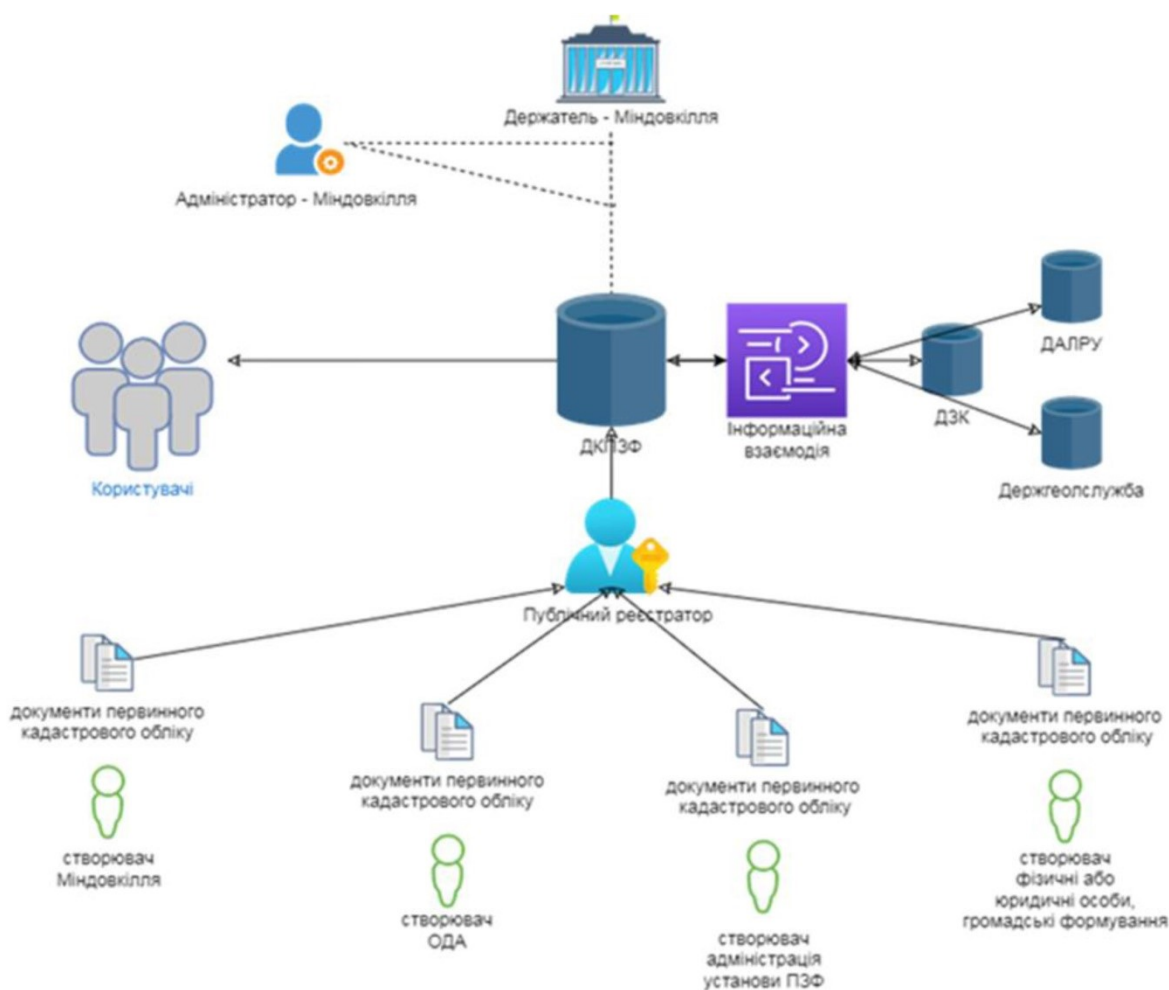 Держатель - Міндовкілля
Адміністратор - Міндовкілля
ДАЛРУ
ДЗК
Інформаційна
взаємодія
ДКПЗФ
Держгеолслужба
Користувачі
Публічний реєстратор
документи первинного
кадастрового обліку
документи первинного
кадастрового обліку
документи первинного
кадастрового обліку
документи первинного
кадастрового обліку
створювач
Міндовкілля
створювач
ОДА
створювач
адміністрація
установи ПЗФ
створювач
фізичні або
юридичні особи,
громадські формування